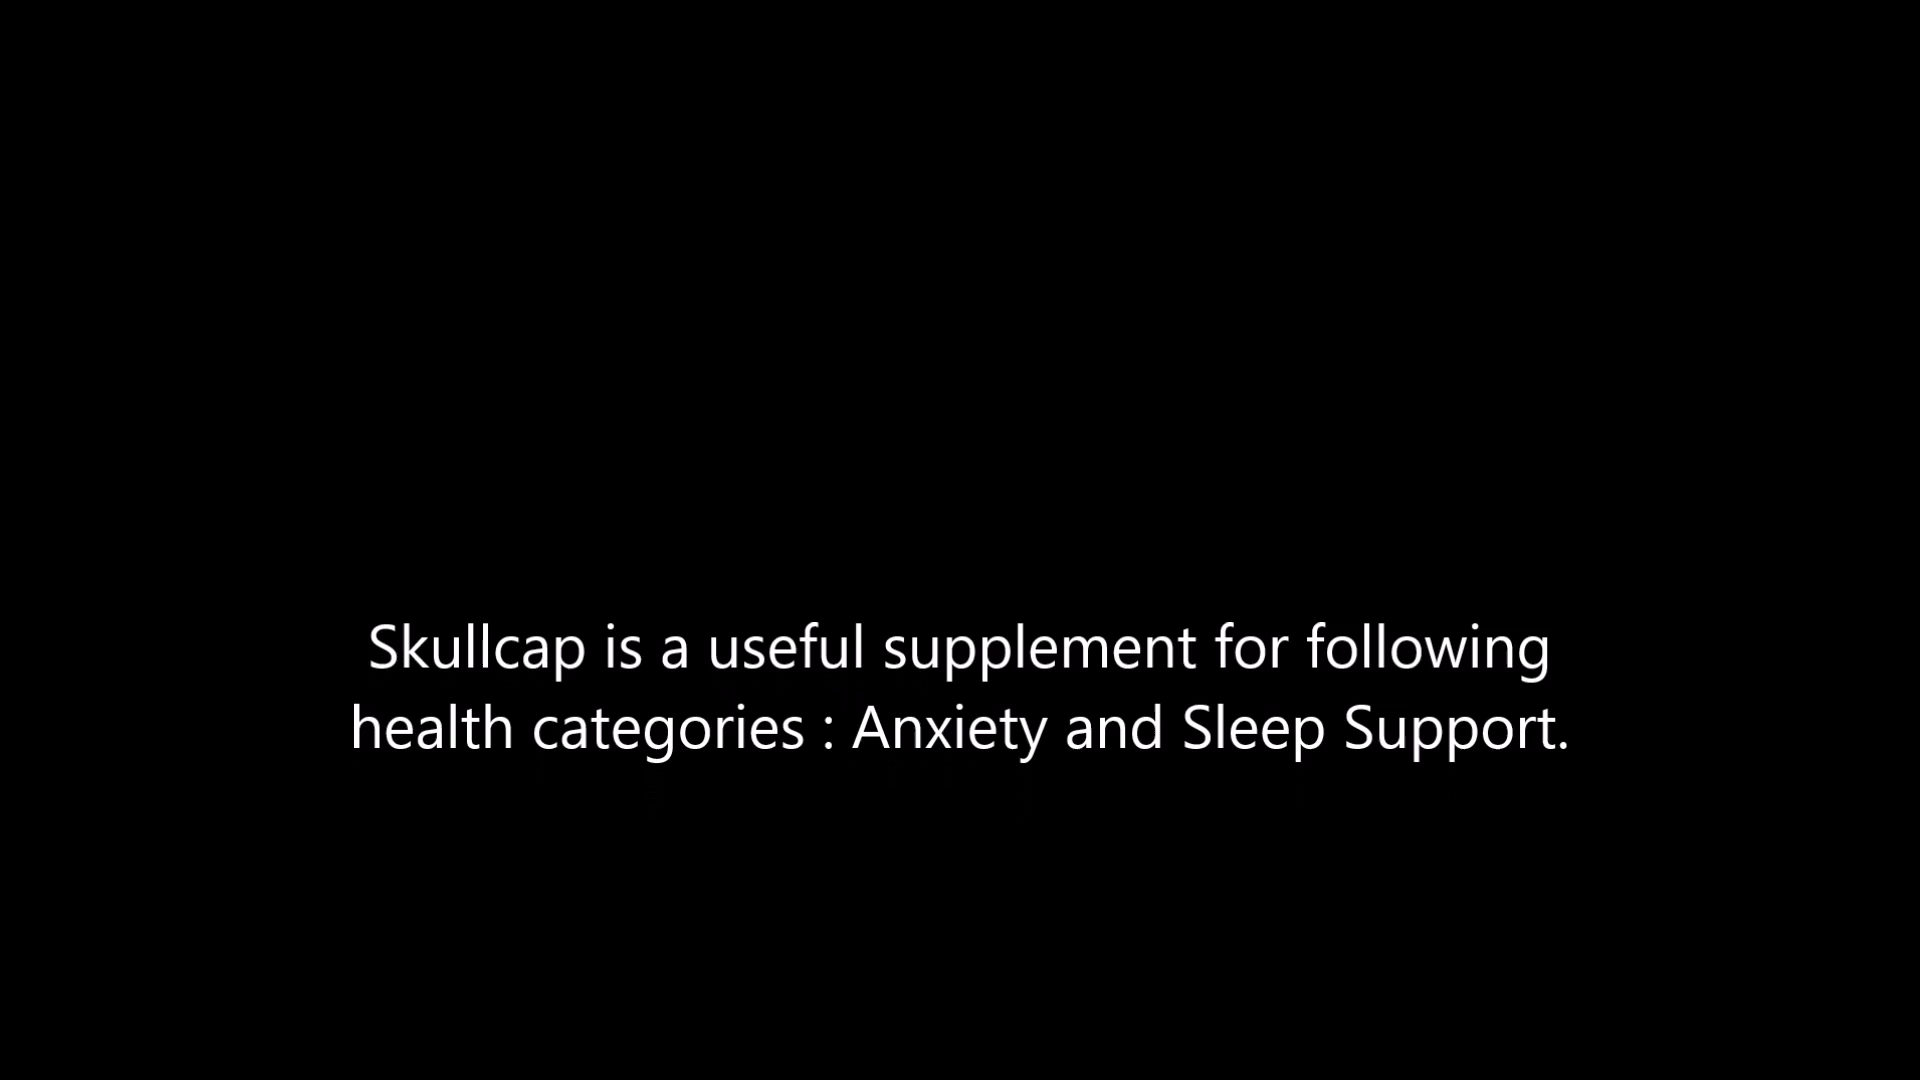 Skullcap is a useful supplement for following
health categories : Anxiety and Sleep Support.